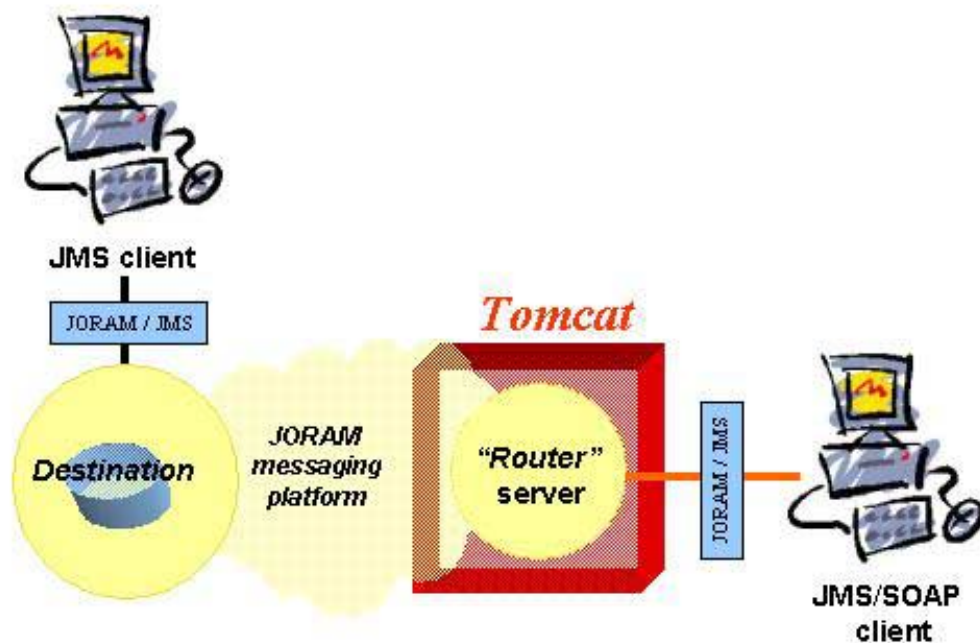 JMS client
JORAM / JMS
Tomcat
Destination
JORAM
messaging
platform
"Router"
server
JORAM / JMS
JMS/SOAP
client